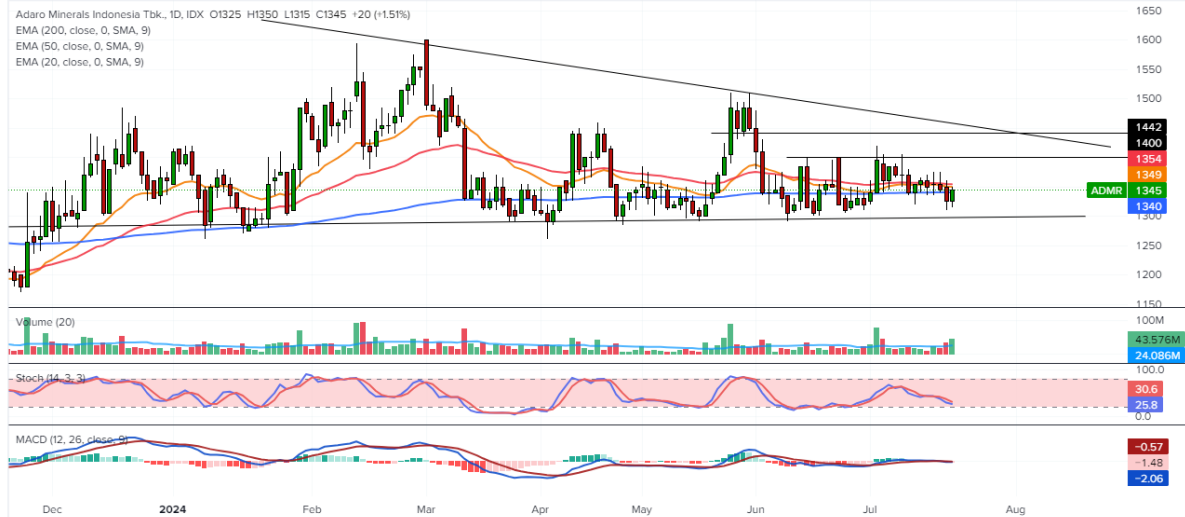 Adaro Minerals Indonesia Tbk., 1D, IDX O1325 H1350 L1315 C1345 +20 (+1.51%)
EMA (200, close, 0, SMA, 9)
EMA (50, close, 0, SMA, 9)
EMA (20, close, 0, SMA, 9)
1650
1600
1550
1500
1442
1400
1354
1349
ADMR 1345
1340
1300
1250
1200
1150
Volume (20)
100M
43.576M
24.086M
Stoch (14, 3, 3)
100.0
30.6
25.8
0.0
MACD (12, 26, close, 9)
−0.57
−1.48
−2.06
Dec 2024 Feb Mar Apr May Jun Jul Aug